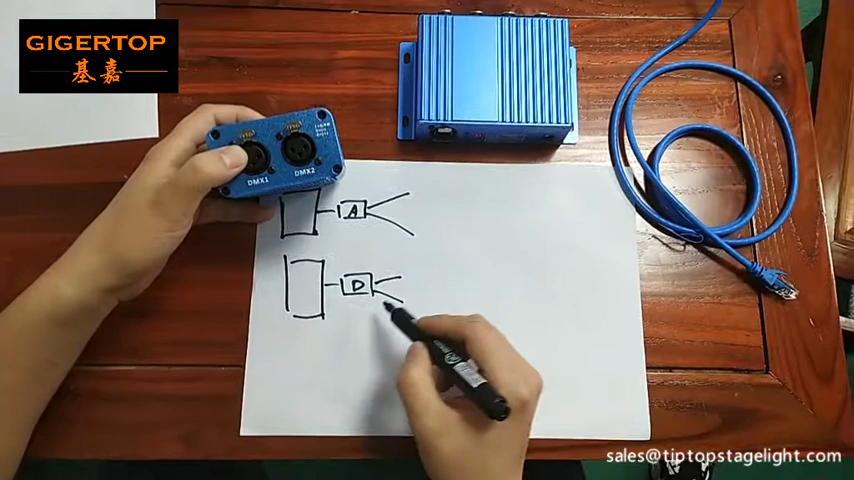 GIGERTOP
基嘉
DMX1
DMX2
A
D
sales@tiptopstagelight.com